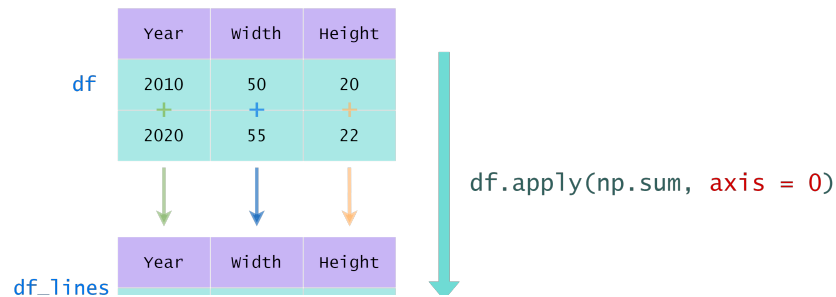 Year Width Height
df
2010 50 20
+ + +
2020 55 22
df.apply(np.sum, axis = 0)
Year Width Height
df_lines